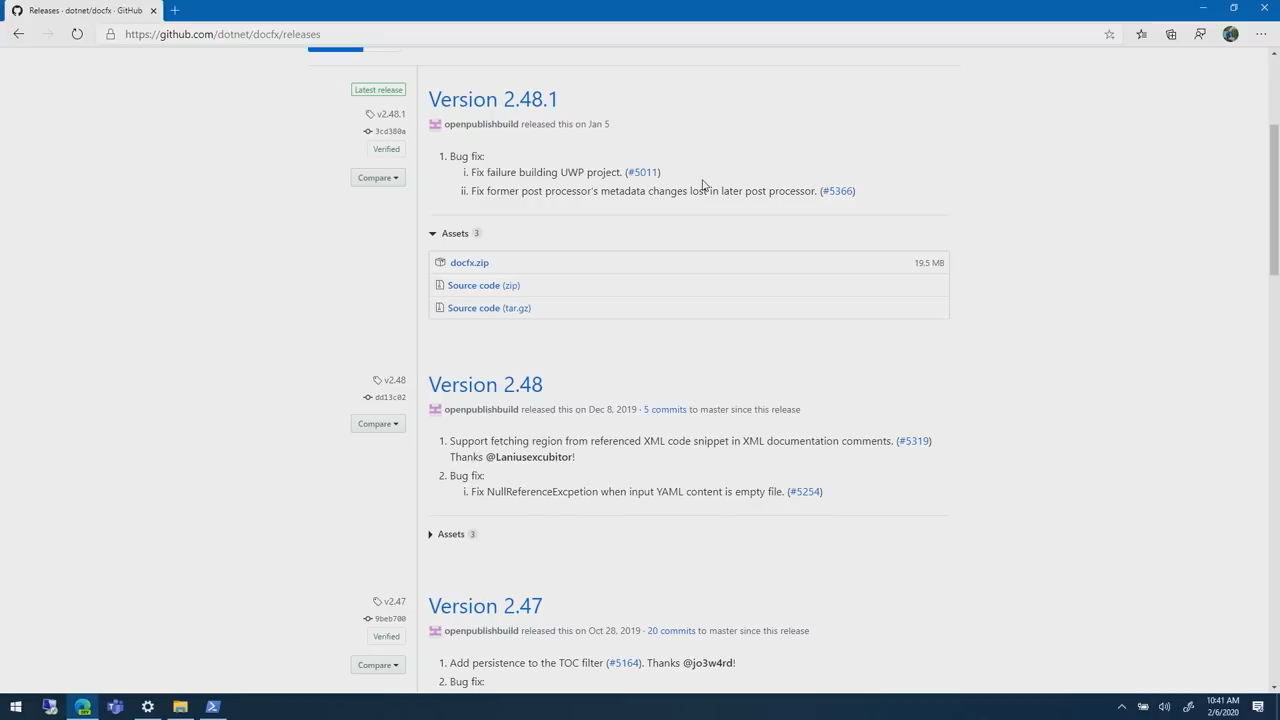 Releases · dotnet/docfx · GitHub
https://github.com/dotnet/docfx/releases
Latest release
v2.48.1
3cd380a
Verified
Compare
Version 2.48.1
openpublishbuild released this on Jan 5
1. Bug fix:
i. Fix failure building UWP project. (#5011)
ii. Fix former post processor's metadata changes lost in later post processor. (#5366)
Assets 3
docfx.zip 19.5 MB
Source code (zip)
Source code (tar.gz)
v2.48
dd13c02
Compare
Version 2.48
openpublishbuild released this on Dec 8, 2019 · 5 commits to master since this release
1. Support fetching region from referenced XML code snippet in XML documentation comments. (#5319)
Thanks @Laniusexcubitor!
2. Bug fix:
i. Fix NullReferenceExcpetion when input YAML content is empty file. (#5254)
Assets 3
v2.47
9beb700
Verified
Compare
Version 2.47
openpublishbuild released this on Oct 28, 2019 · 20 commits to master since this release
1. Add persistence to the TOC filter (#5164). Thanks @jo3w4rd!
2. Bug fix:
10:41 AM
2/6/2020